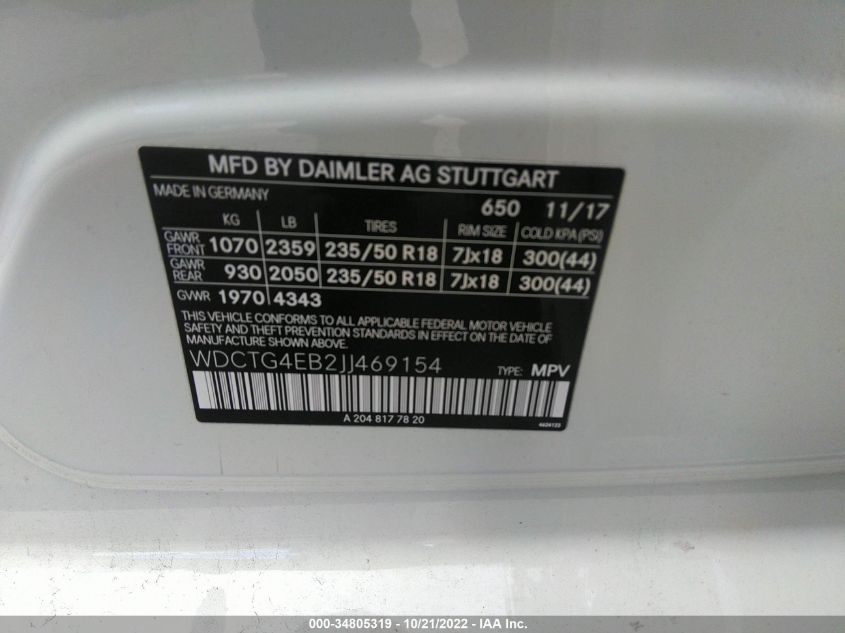 MFD BY DAIMLER AG STUTTGART
MADE IN GERMANY 650 11/17
KG LB TIRES RIM SIZE COLD KPA (PSI)
GAWR FRONT 1070 2359 235/50 R18 7Jx18 300(44)
GAWR REAR 930 2050 235/50 R18 7Jx18 300(44)
GVWR 1970 4343
THIS VEHICLE CONFORMS TO ALL APPLICABLE FEDERAL MOTOR VEHICLE
SAFETY AND THEFT PREVENTION STANDARDS IN EFFECT ON THE DATE OF
MANUFACTURE SHOWN ABOVE.
WDCTG4EB2JJ469154 TYPE: MPV
A 204 817 78 20
000-34805319 - 10/21/2022 - IAA Inc.